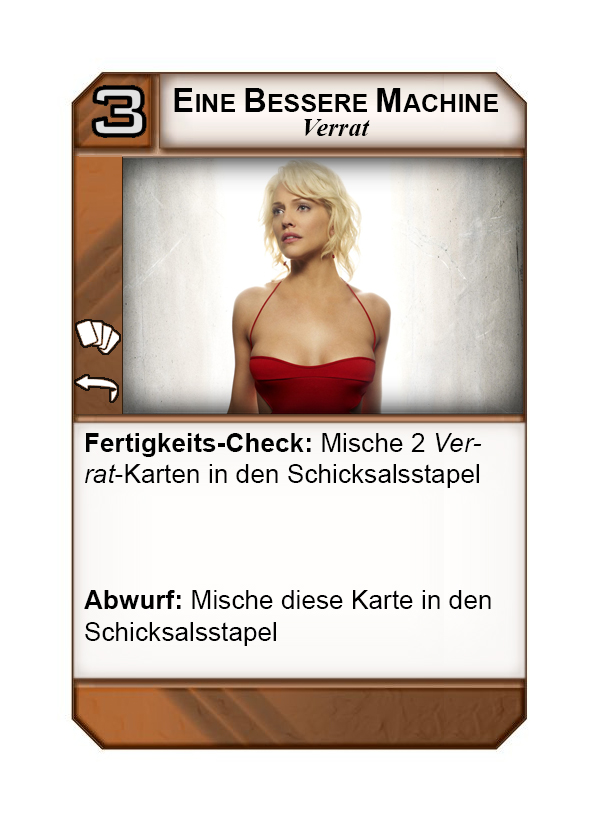 3
EINE BESSERE MACHINE
Verrat
Fertigkeits-Check: Mische 2 Ver-
rat-Karten in den Schicksalsstapel
Abwurf: Mische diese Karte in den
Schicksalsstapel